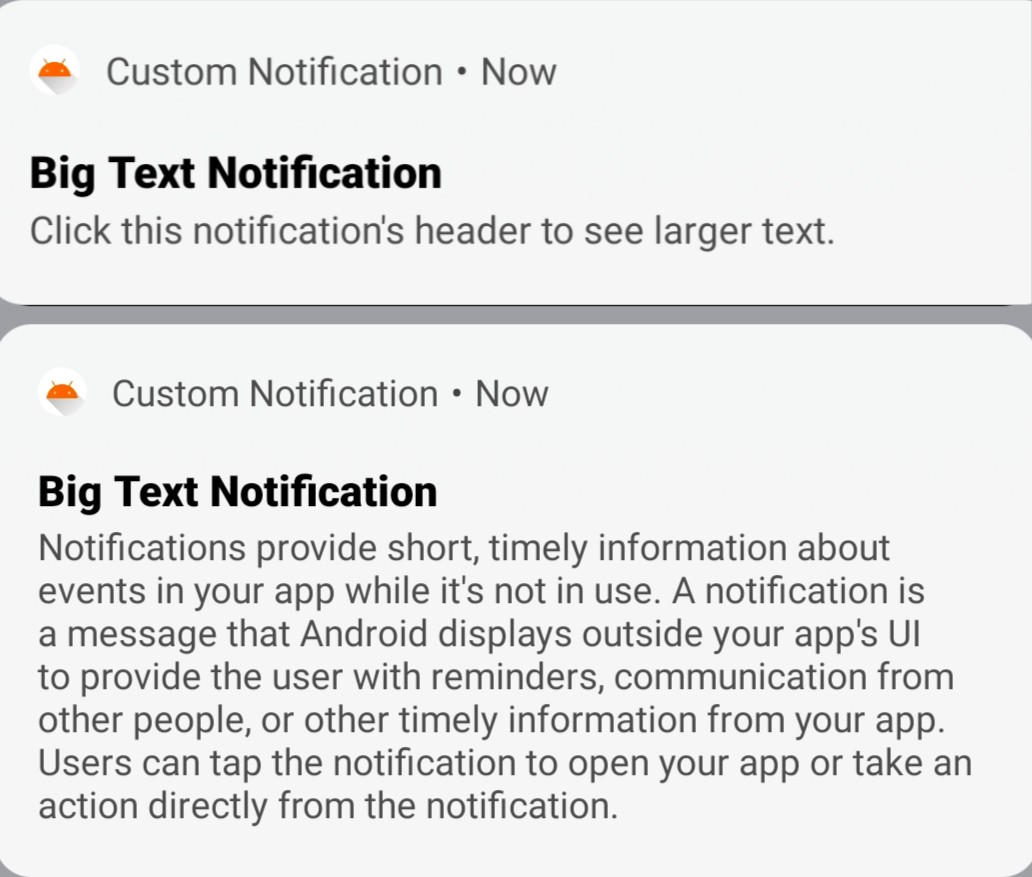 Custom Notification • Now
Big Text Notification
Click this notification's header to see larger text.
Custom Notification • Now
Big Text Notification
Notifications provide short, timely information about
events in your app while it's not in use. A notification is
a message that Android displays outside your app's UI
to provide the user with reminders, communication from
other people, or other timely information from your app.
Users can tap the notification to open your app or take an
action directly from the notification.